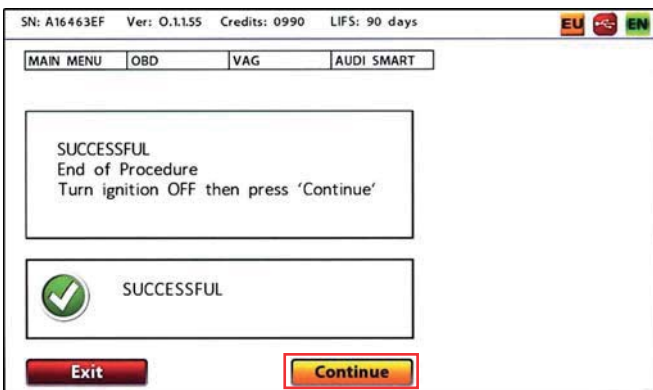 SN: A16463EF Ver: 0.1.1.55 Credits: 0990 LIFS: 90 days EU EN
MAIN MENU OBD VAG AUDI SMART
SUCCESSFUL
End of Procedure
Turn ignition OFF then press 'Continue'
SUCCESSFUL
Exit Continue